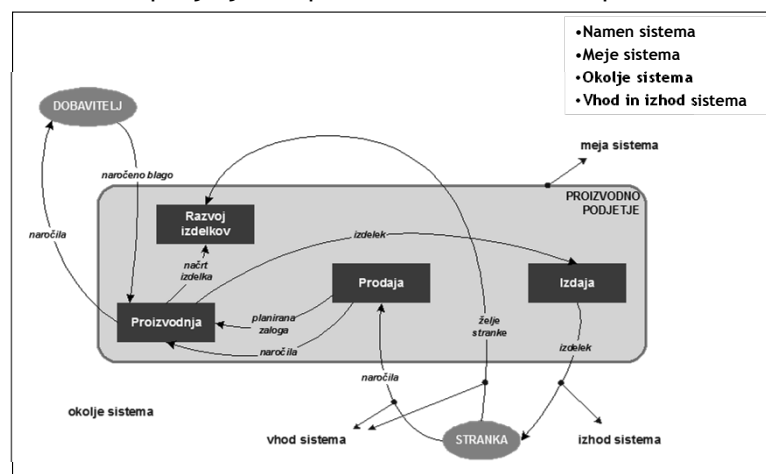 •Namen sistema
•Meje sistema
•Okolje sistema
•Vhod in izhod sistema
DOBAVITELJ
meja sistema
naročeno blago
PROIZVODNO
PODJETJE
Razvoj
izdelkov
naročila
izdelek
načrt
izdelka
Prodaja
Izdaja
Proizvodnja
planirana
zaloga
želje
stranke
naročila
izdelek
naročila
okolje sistema
vhod sistema
STRANKA
izhod sistema